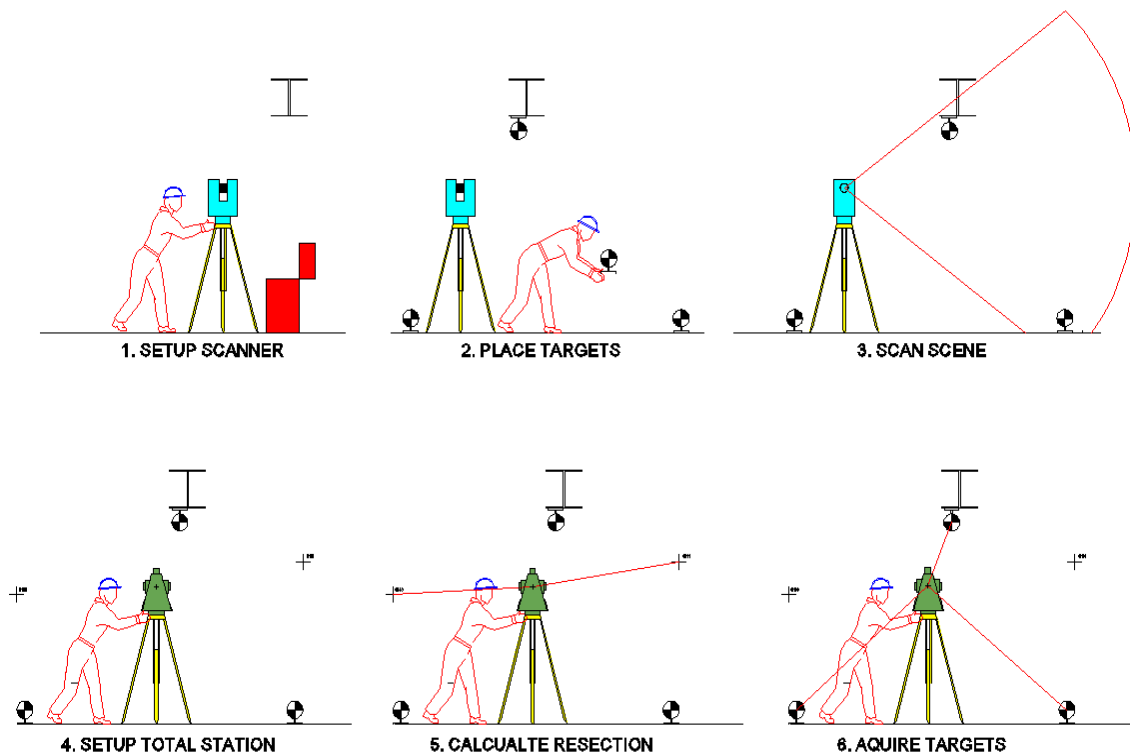 1. SETUP SCANNER
2. PLACE TARGETS
3. SCAN SCENE
4. SETUP TOTAL STATION
5. CALCUALTE RESECTION
6. AQUIRE TARGETS